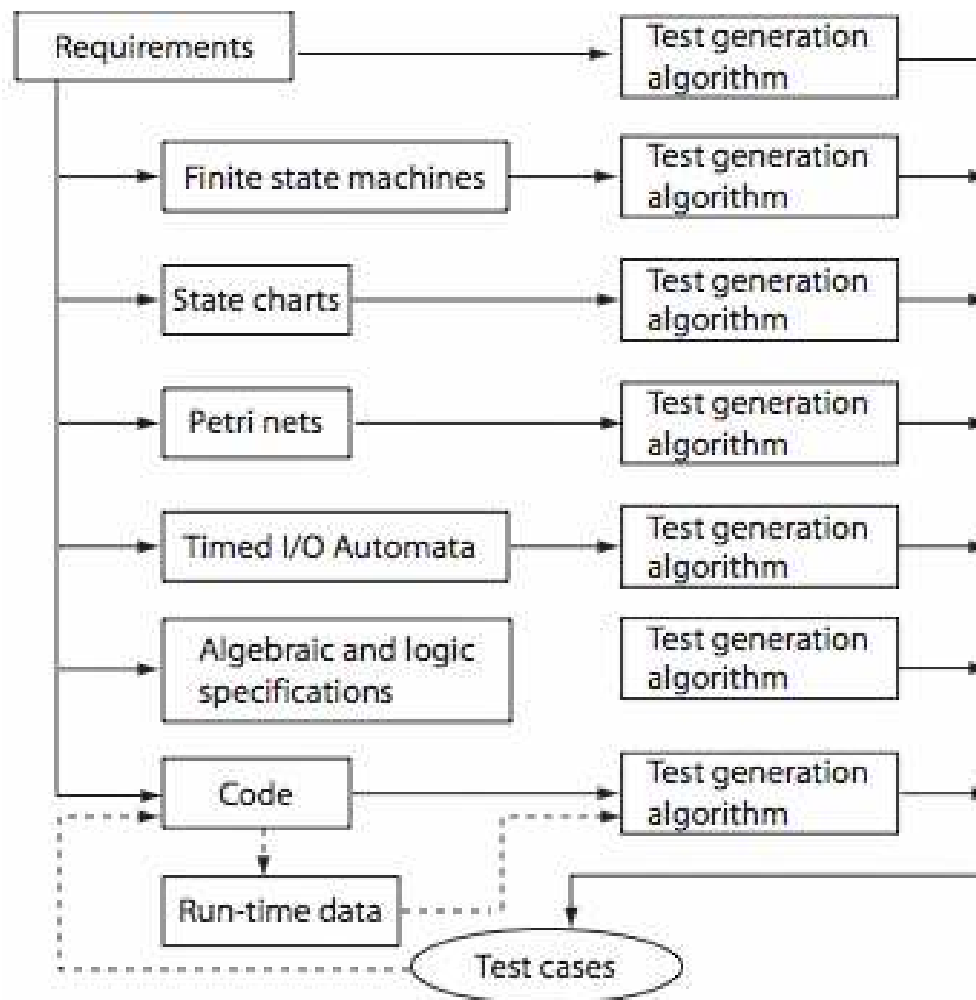 Requirements
Test generation
algorithm
Finite state machines
Test generation
algorithm
State charts
Test generation
algorithm
Petri nets
Test generation
algorithm
Timed I/O Automata
Test generation
algorithm
Algebraic and logic
specifications
Test generation
algorithm
Code
Test generation
algorithm
Run-time data
Test cases